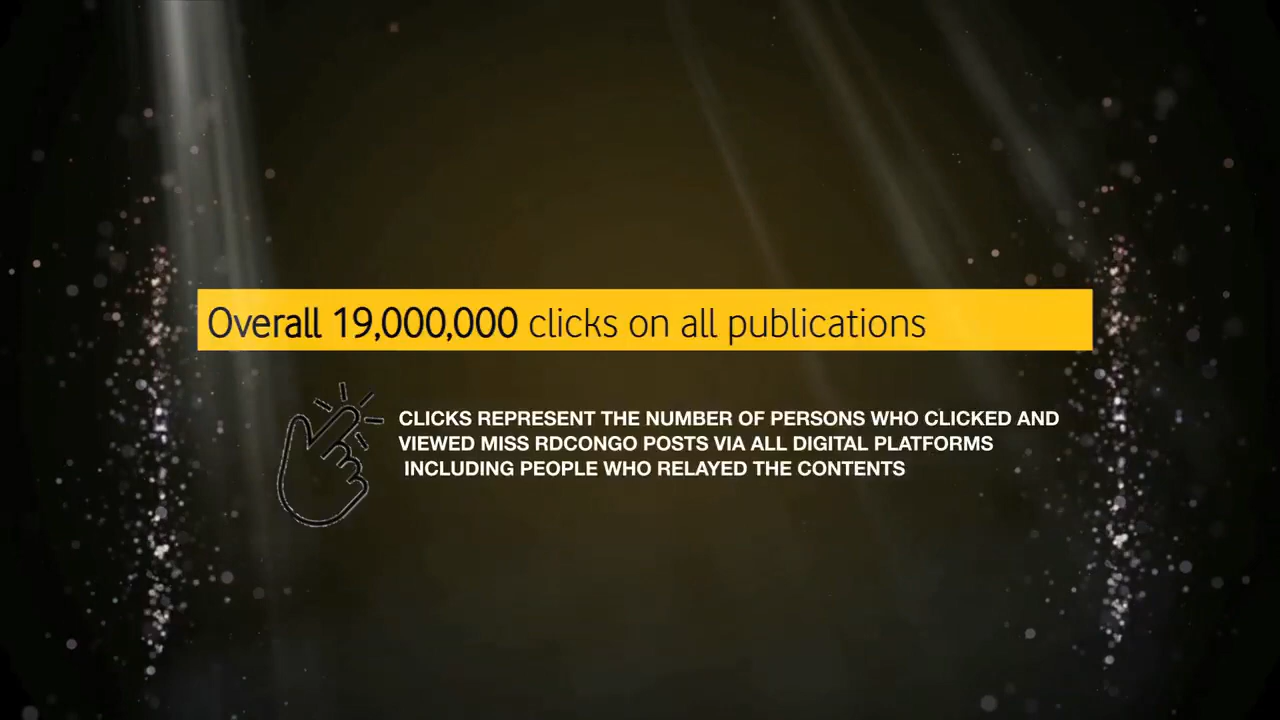 Overall 19,000,000 clicks on all publications
CLICKS REPRESENT THE NUMBER OF PERSONS WHO CLICKED AND
VIEWED MISS RDCONGO POSTS VIA ALL DIGITAL PLATFORMS
INCLUDING PEOPLE WHO RELAYED THE CONTENTS